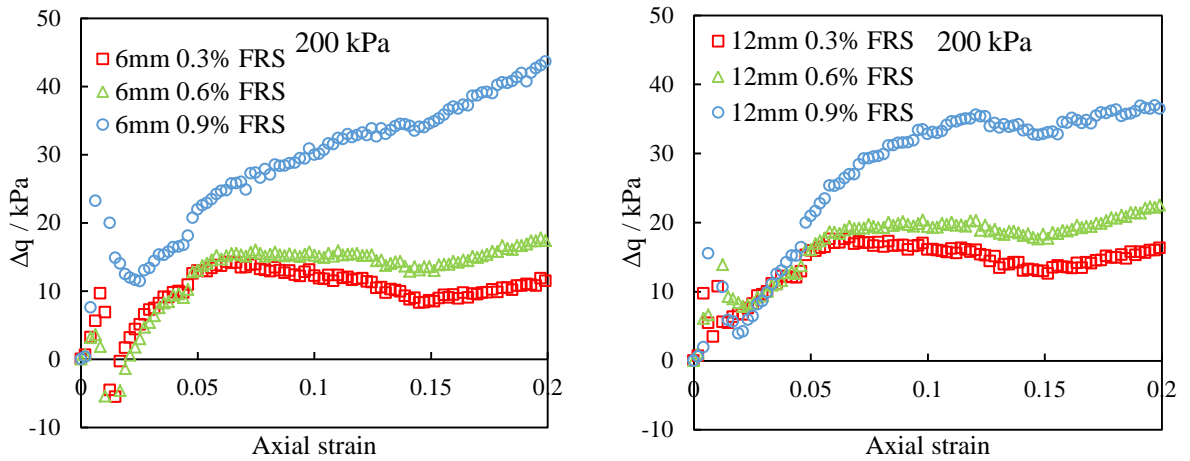 50
40
30
20
10
0
-10
Δq / kPa
200 kPa
6mm 0.3% FRS
6mm 0.6% FRS
6mm 0.9% FRS
0 0.05 0.1 0.15 0.2
Axial strain
50
40
30
20
10
0
-10
Δq / kPa
12mm 0.3% FRS 200 kPa
12mm 0.6% FRS
12mm 0.9% FRS
0 0.05 0.1 0.15 0.2
Axial strain